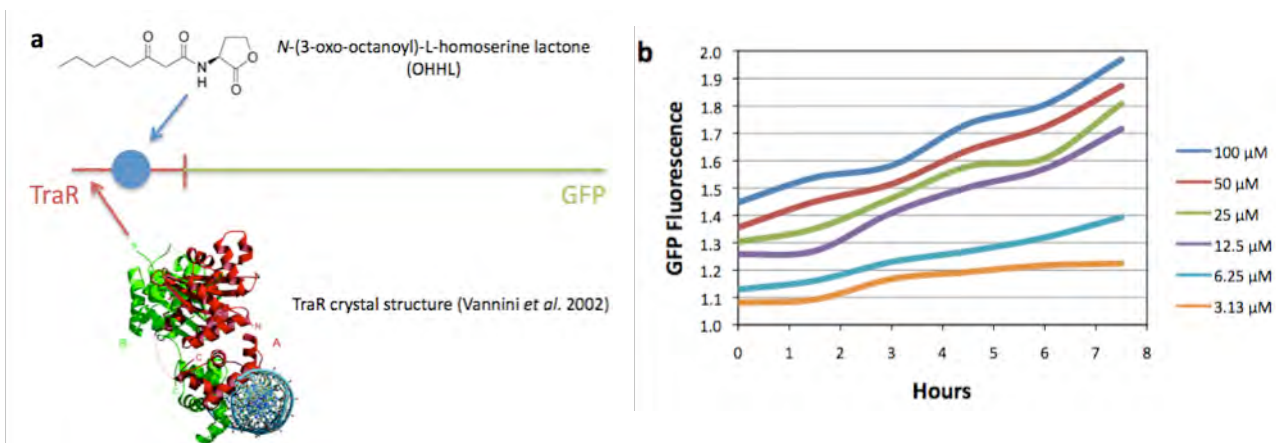 a
O
O
N
H
O
O
N-(3-oxo-octanoyl)-L-homoserine lactone
(OHHL)
TraR
GFP
B
N
A
C
TraR crystal structure (Vannini et al. 2002)
b
GFP Fluorescence
2.0
1.9
1.8
1.7
1.6
1.5
1.4
1.3
1.2
1.1
1.0
0 1 2 3 4 5 6 7 8
Hours
100 µM
50 µM
25 µM
12.5 µM
6.25 µM
3.13 µM